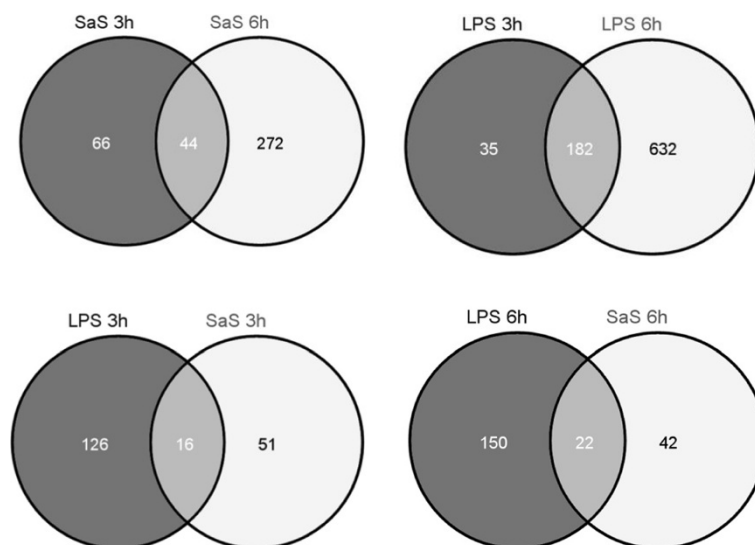 SaS 3h SaS 6h
66 44 272
LPS 3h LPS 6h
35 182 632
LPS 3h SaS 3h
126 16 51
LPS 6h SaS 6h
150 22 42